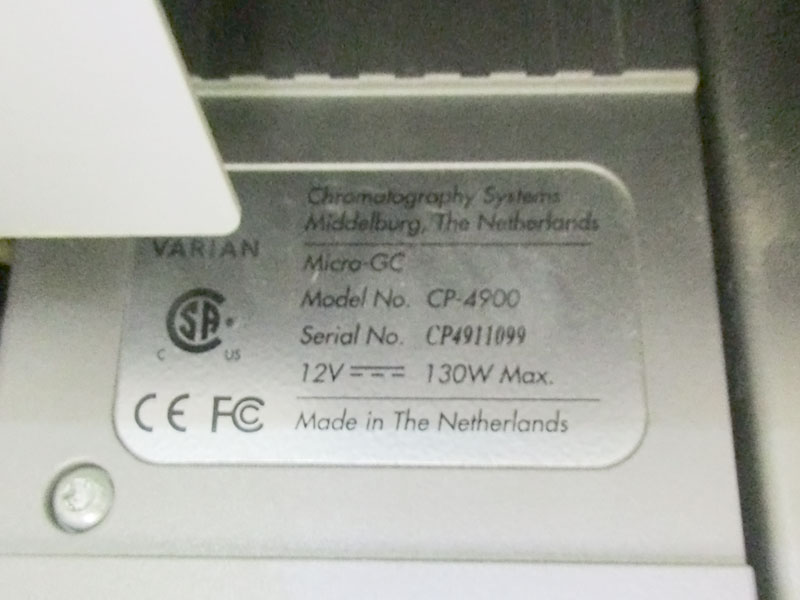 Chromatography Systems
Middelburg, The Netherlands
VARIAN
Micro-GC
Model No. CP-4900
Serial No. CP4911099
SA
C US
12V 130W Max.
CE FC
Made in The Netherlands